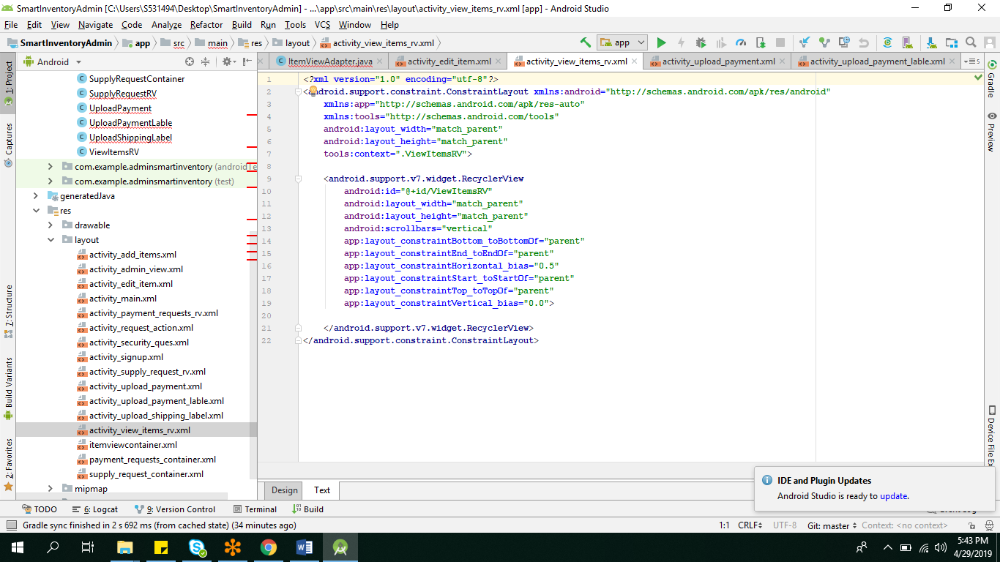 SmartInventoryAdmin [C:\Users\S531494\Desktop\SmartInventoryAdmin] - ...\app\src\main\res\layout\activity_view_items_rv.xml [app] - Android Studio
File Edit View Navigate Code Analyze Refactor Build Run Tools VCS Window Help
SmartInventoryAdmin app src main res layout activity_view_items_rv.xml
app
Android
ItemViewAdapter.java activity_edit_item.xml activity_view_items_rv.xml activity_upload_payment.xml activity_upload_payment_lable.xml
1: Project
Captures
7: Structure
Build Variants
2: Favorites
SupplyRequestContainer
SupplyRequestRV
UploadPayment
UploadPaymentLable
UploadShippingLabel
ViewItemsRV
com.example.adminsmartinventory (androidTe
com.example.adminsmartinventory (test)
generatedJava
res
drawable
layout
activity_add_items.xml
activity_admin_view.xml
activity_edit_item.xml
activity_main.xml
activity_payment_requests_rv.xml
activity_request_action.xml
activity_security_ques.xml
activity_signup.xml
activity_supply_request_rv.xml
activity_upload_payment.xml
activity_upload_payment_lable.xml
activity_upload_shipping_label.xml
activity_view_items_rv.xml
itemviewcontainer.xml
payment_requests_container.xml
supply_request_container.xml
mipmap
1 <?xml version="1.0" encoding="utf-8"?>
2 <android.support.constraint.ConstraintLayout xmlns:android="http://schemas.android.com/apk/res/android"
3 xmlns:app="http://schemas.android.com/apk/res-auto"
4 xmlns:tools="http://schemas.android.com/tools"
5 android:layout_width="match_parent"
6 android:layout_height="match_parent"
7 tools:context=".ViewItemsRV">
8
9 <android.support.v7.widget.RecyclerView
10 android:id="@+id/ViewItemsRV"
11 android:layout_width="match_parent"
12 android:layout_height="match_parent"
13 android:scrollbars="vertical"
14 app:layout_constraintBottom_toBottomOf="parent"
15 app:layout_constraintEnd_toEndOf="parent"
16 app:layout_constraintHorizontal_bias="0.5"
17 app:layout_constraintStart_toStartOf="parent"
18 app:layout_constraintTop_toTopOf="parent"
19 app:layout_constraintVertical_bias="0.0">
20
21 </android.support.v7.widget.RecyclerView>
22 </android.support.constraint.ConstraintLayout>
5
Gradle
Preview
Device File Ex
Design Text
IDE and Plugin Updates
Android Studio is ready to update.
TODO 6: Logcat 9: Version Control Terminal Build
Gradle sync finished in 2 s 692 ms (from cached state) (34 minutes ago)
1:1 CRLF UTF-8 Git: master Context: <no context>
5:43 PM
4/29/2019